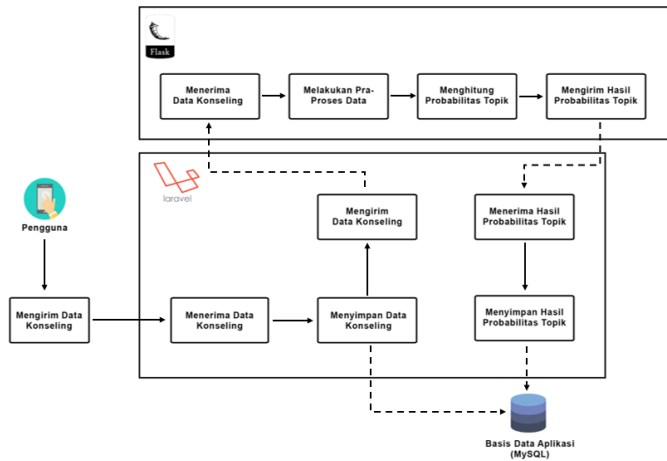 Flask
Menerima
Data Konseling
Melakukan Pra-
Proses Data
Menghitung
Probabilitas Topik
Mengirim Hasil
Probabilitas Topik
laravel
Pengguna
Mengirim
Data Konseling
Menerima Hasil
Probabilitas Topik
Mengirim Data
Konseling
Menerima Data
Konseling
Menyimpan Data
Konseling
Menyimpan Hasil
Probabilitas Topik
Basis Data Aplikasi
(MySQL)